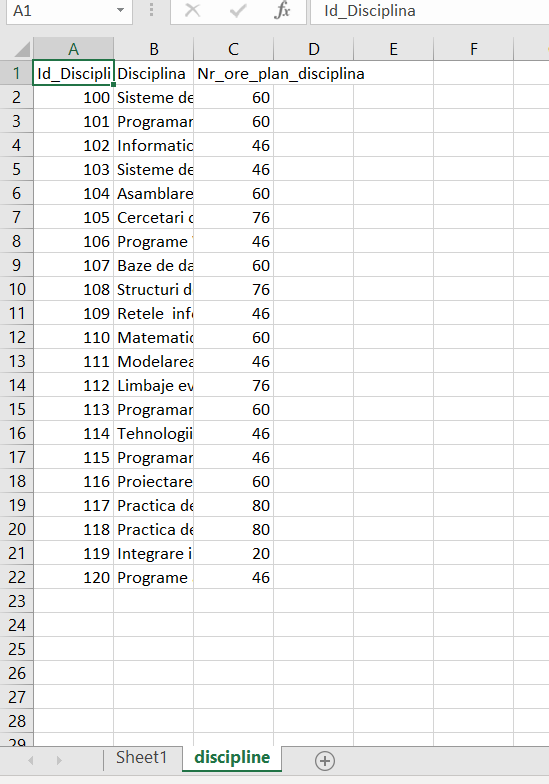 A1 fx Id_Disciplina
A B C D E F
1 Id_Discipli Disciplina Nr_ore_plan_disciplina
2 100 Sisteme de 60
3 101 Programar 60
4 102 Informatic 46
5 103 Sisteme de 46
6 104 Asamblare 60
7 105 Cercetari 76
8 106 Programe 46
9 107 Baze de da 60
10 108 Structuri d 76
11 109 Retele inf 46
12 110 Matematic 60
13 111 Modelarea 46
14 112 Limbaje ev 76
15 113 Programar 60
16 114 Tehnologii 46
17 115 Programar 46
18 116 Proiectare 60
19 117 Practica de 80
20 118 Practica de 80
21 119 Integrare i 20
22 120 Programe 46
23
24
25
26
27
28
29
Sheet1 discipline